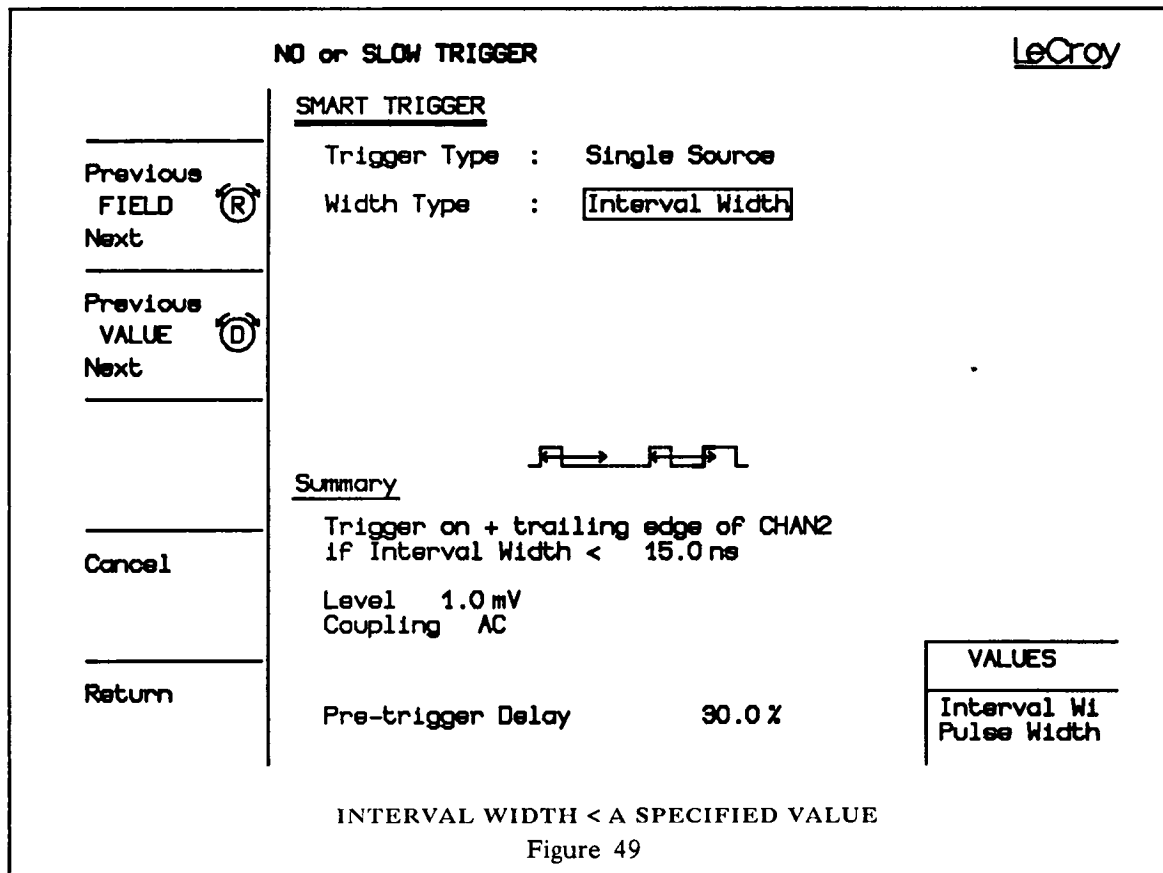 NO or SLOW TRIGGER
LeCroy
SMART TRIGGER
Trigger Type : Single Source
Previous
FIELD R
Next
Width Type : Interval Width
Previous
VALUE D
Next
Summary
Trigger on + trailing edge of CHAN2
if Interval Width < 15.0 ns
Cancel
Level 1.0 mV
Coupling AC
Return
Pre-trigger Delay 30.0 %
VALUES
Interval Wi
Pulse Width
INTERVAL WIDTH < A SPECIFIED VALUE
Figure 49